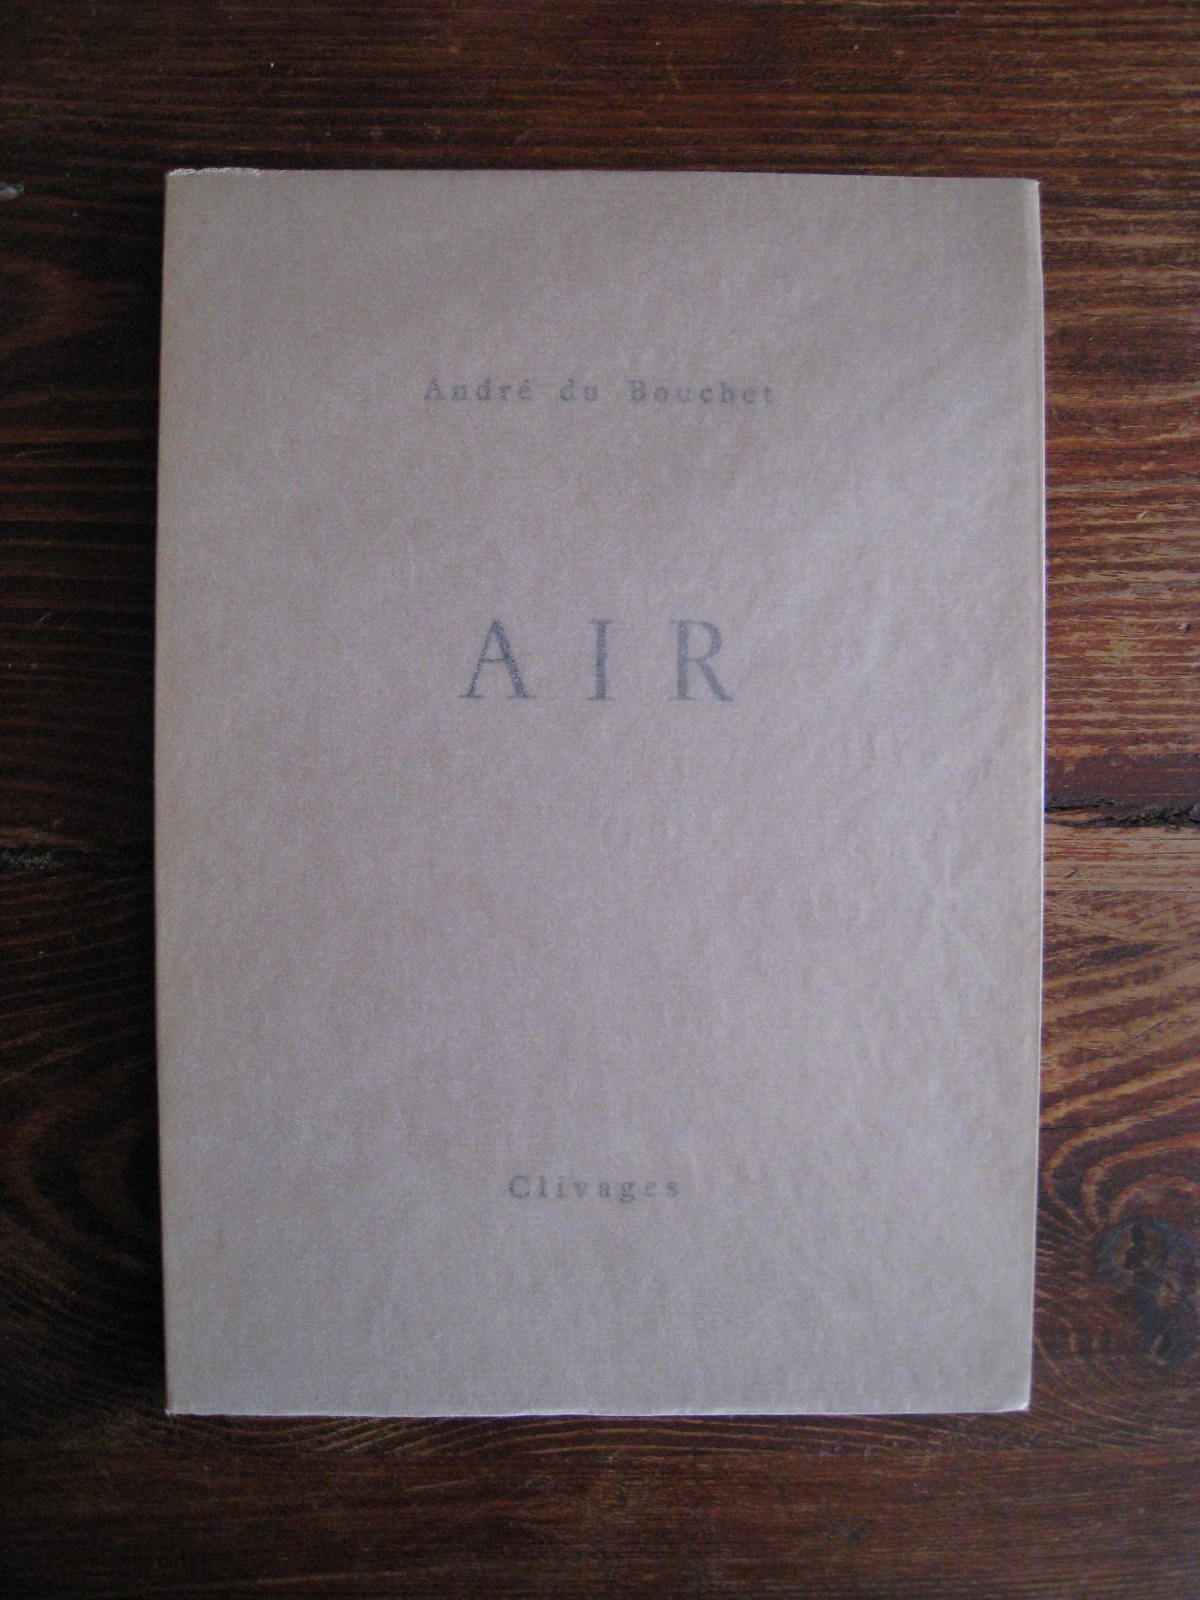 André du Bouchet
AIR
Clivages